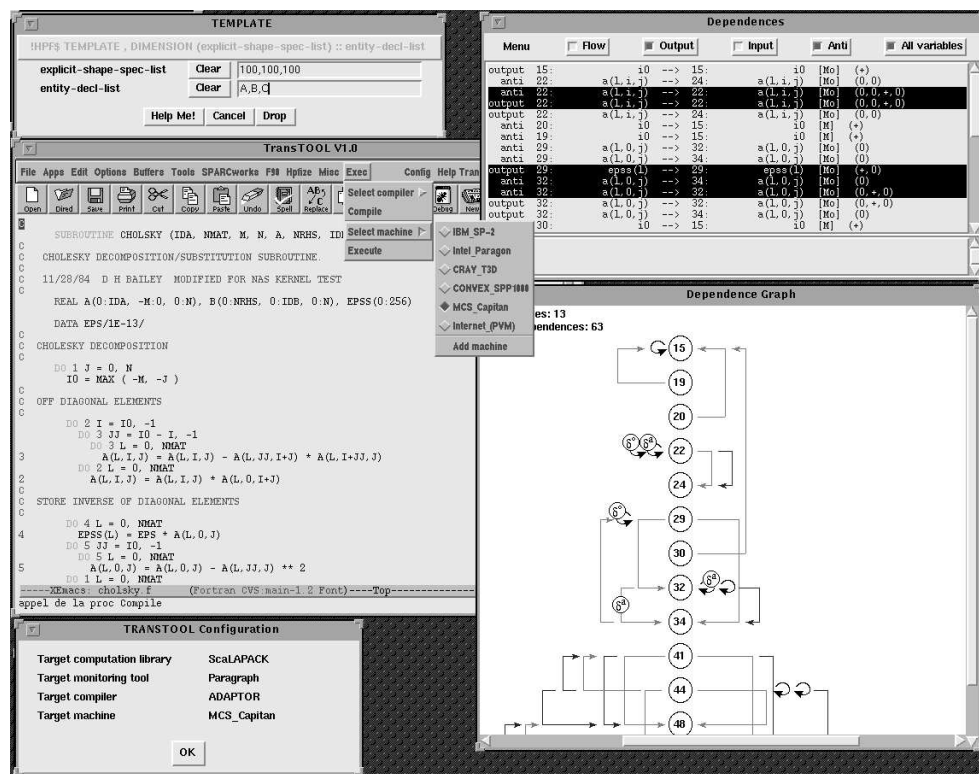 TEMPLATE
!HPF$ TEMPLATE , DIMENSION (explicit-shape-spec-list) :: entity-decl-list
explicit-shape-spec-list Clear 100,100,100
entity-decl-list Clear A,B,C
Help Me! Cancel Drop
Dependences
Menu Flow Output Input Anti All variables
output 15: i0 --> 15: i0 [Mo] (+)
anti 22: a(l,i,j) --> 24: a(l,i,j) [Mo] (0,0)
anti 22: a(l,i,j) --> 22: a(l,i,j) [Mo] (0,0,+,0)
output 22: a(l,i,j) --> 22: a(l,i,j) [Mo] (0,0,+,0)
output 22: a(l,i,j) --> 24: a(l,i,j) [Mo] (0,0)
anti 20: i0 --> 15: i0 [M] (+)
anti 19: i0 --> 15: i0 [M] (+)
anti 29: a(l,0,j) --> 32: a(l,0,j) [Mo] (0)
anti 29: a(l,0,j) --> 34: a(l,0,j) [Mo] (0)
output 29: epss(l) --> 29: epss(l) [Mo] (+,0)
anti 32: a(l,0,j) --> 32: a(l,0,j) [Mo] (0)
anti 32: a(l,0,j) --> 32: a(l,0,j) [Mo] (0,+,0)
output 32: a(l,0,j) --> 32: a(l,0,j) [Mo] (0,+,0)
output 32: a(l,0,j) --> 34: a(l,0,j) [Mo] (0)
30: i0 --> 15: i0 [M] (+)
TransTOOL V1.0
File Apps Edit Options Buffers Tools SPARCworks F90 Hpfize Misc Exec Config Help Tran
Open Dired Save Print Cut Copy Paste Undo Spell Replace Debug New
Select compiler
Compile
Select machine
Execute
IBM_SP-2
Intel_Paragon
CRAY_T3D
CONVEX_SPP1000
MCS_Capitan
Internet_(PVM)
Add machine
C
SUBROUTINE CHOLSKY (IDA, NMAT, M, N, A, NRHS, ID
C
C CHOLESKY DECOMPOSITION/SUBSTITUTION SUBROUTINE.
C
C 11/28/84 D H BAILEY MODIFIED FOR NAS KERNEL TEST
C
REAL A(0:IDA, -M:0, 0:N), B(0:NRHS, 0:IDB, 0:N), EPSS(0:256)
DATA EPS/1E-13/
C
C CHOLESKY DECOMPOSITION
C
DO 1 J = 0, N
I0 = MAX ( -M, -J )
C
C OFF DIAGONAL ELEMENTS
C
DO 2 I = I0, -1
DO 3 JJ = I0 - I, -1
DO 3 L = 0, NMAT
3 A(L,I,J) = A(L,I,J) - A(L,JJ,I+J) * A(L,I+JJ,J)
DO 2 L = 0, NMAT
2 A(L,I,J) = A(L,I,J) * A(L,0,I+J)
C
C STORE INVERSE OF DIAGONAL ELEMENTS
C
DO 4 L = 0, NMAT
4 EPSS(L) = EPS * A(L,0,J)
DO 5 JJ = I0, -1
DO 5 L = 0, NMAT
5 A(L,0,J) = A(L,0,J) - A(L,JJ,J) ** 2
DO 1 L = 0, NMAT
-----XEmacs: cholsky.f (Fortran CVS:main-1.2 Font)----Top----
appel de la proc Compile
Dependence Graph
es: 13
endences: 63
15
19
20
δ° δª 22
24
δ° 29
30
32 δª
δª 34
41
44
48
TRANSTOOL Configuration
Target computation library ScaLAPACK
Target monitoring tool Paragraph
Target compiler ADAPTOR
Target machine MCS_Capitan
OK